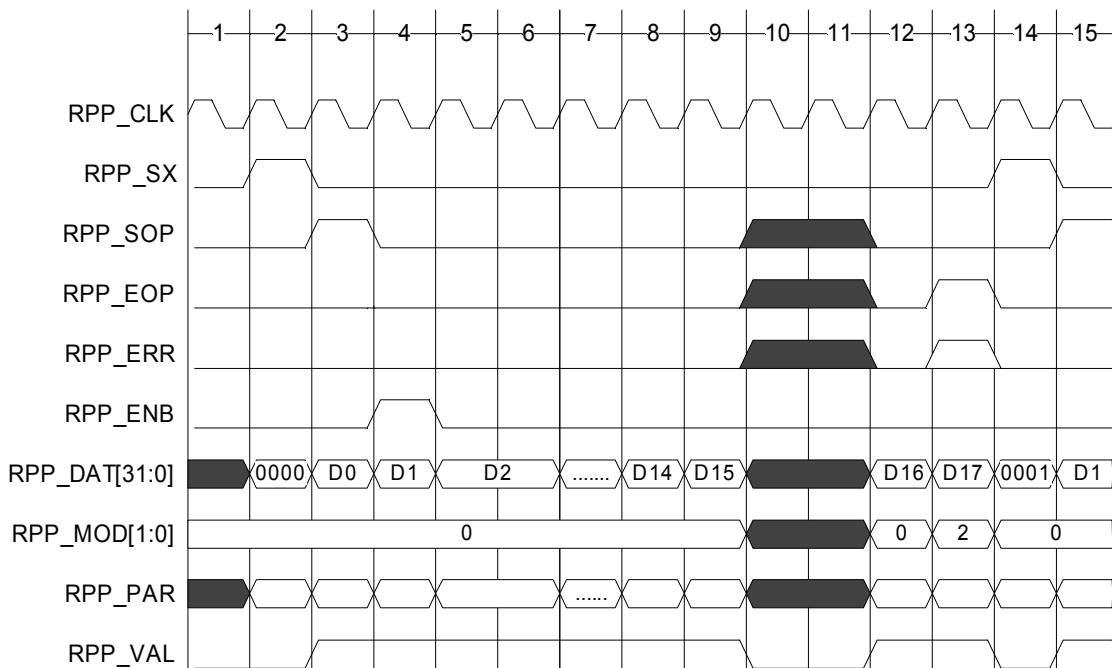 1 2 3 4 5 6 7 8 9 10 11 12 13 14 15
RPP_CLK
RPP_SX
RPP_SOP
RPP_EOP
RPP_ERR
RPP_ENB
RPP_DAT[31:0] 0000 D0 D1 D2 ....... D14 D15 D16 D17 0001 D1
RPP_MOD[1:0] 0 0 2 0
RPP_PAR ......
RPP_VAL